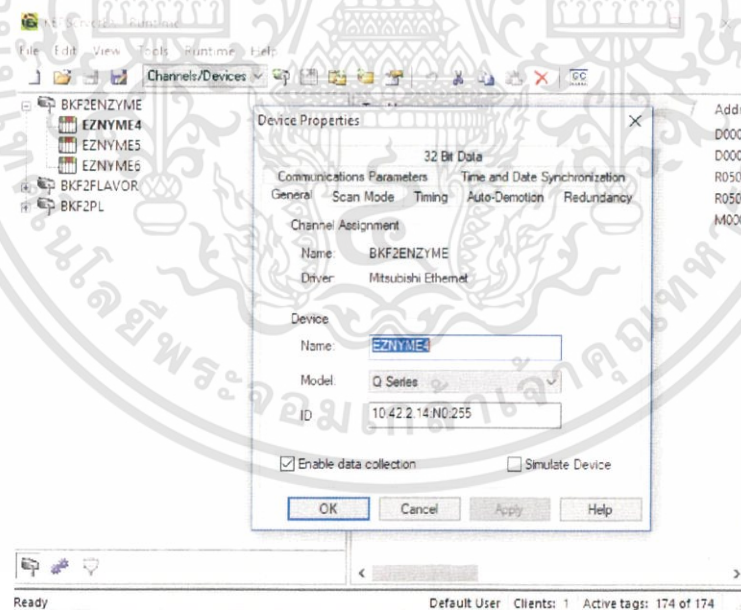 KEPServerEx - Runtime
File Edit View Tools Runtime Help
Channels/Devices
BKF2ENZYME
EZNYME4
EZNYME5
EZNYME6
BKF2FLAVOR
BKF2PL
Addr
D000
D000
R050
R050
M000
Device Properties
32 Bit Data
Communications Parameters Time and Date Synchronization
General Scan Mode Timing Auto-Demotion Redundancy
Channel Assignment
Name: BKF2ENZYME
Driver: Mitsubishi Ethernet
Device
Name: EZNYME4
Model: Q Series
ID 10.42.2.14:N0:255
Enable data collection Simulate Device
OK Cancel Apply Help
Ready Default User Clients: 1 Active tags: 174 of 174